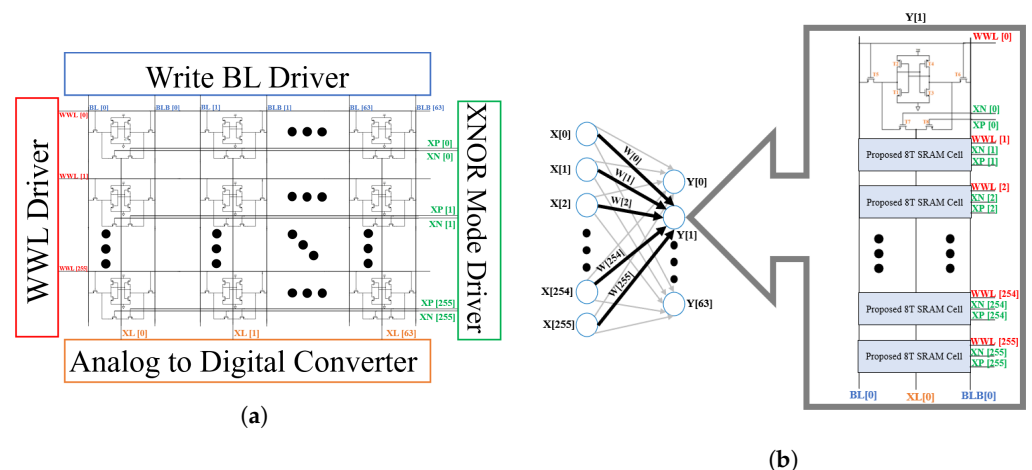 Write BL Driver
BL [0] BLB [0] BL [1] BLB [1] BL [63] BLB [63]
WWL [0]
XP [0]
XN [0]
WWL [1]
XP [1]
XN [1]
WWL [255]
XP [255]
XN [255]
WWL Driver
XNOR Mode Driver
XL [0] XL [1] XL [63]
Analog to Digital Converter
(a)
X[0]
X[1]
X[2]
X[254]
X[255]
W[0]
W[1]
W[2]
W[254]
W[255]
Y[0]
Y[1]
Y[63]
Y[1]
WWL [0]
T5 T6
T7 T8
XN [0]
XP [0]
WWL [1]
Proposed 8T SRAM Cell XN [1]
XP [1]
WWL [2]
Proposed 8T SRAM Cell XN [2]
XP [2]
WWL [254]
Proposed 8T SRAM Cell XN [254]
XP [254]
WWL [255]
Proposed 8T SRAM Cell XN [255]
XP [255]
BL[0] XL[0] BLB[0]
(b)